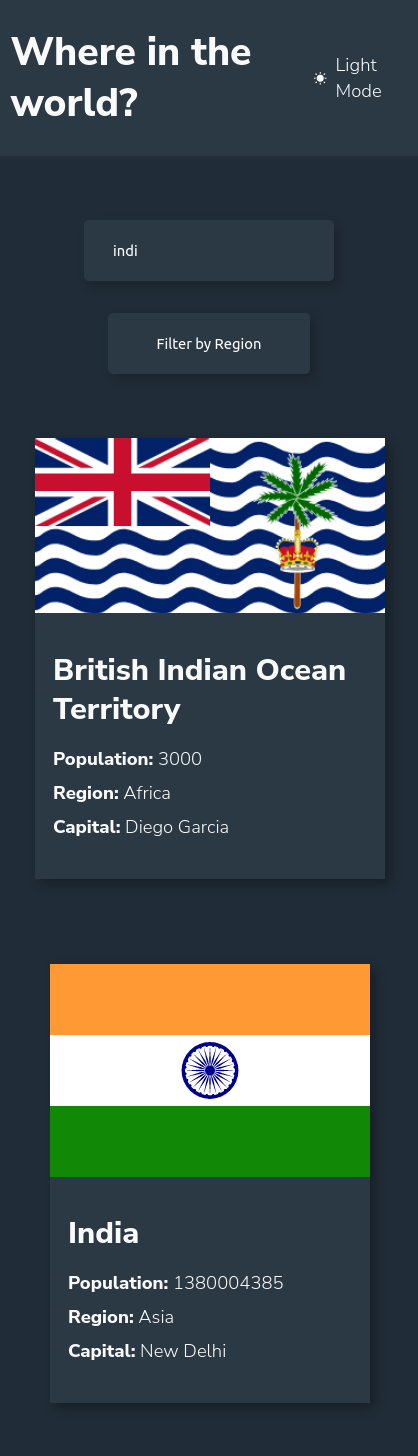 Where in the
world?
Light
Mode
indi
Filter by Region
British Indian Ocean
Territory
Population: 3000
Region: Africa
Capital: Diego Garcia
India
Population: 1380004385
Region: Asia
Capital: New Delhi